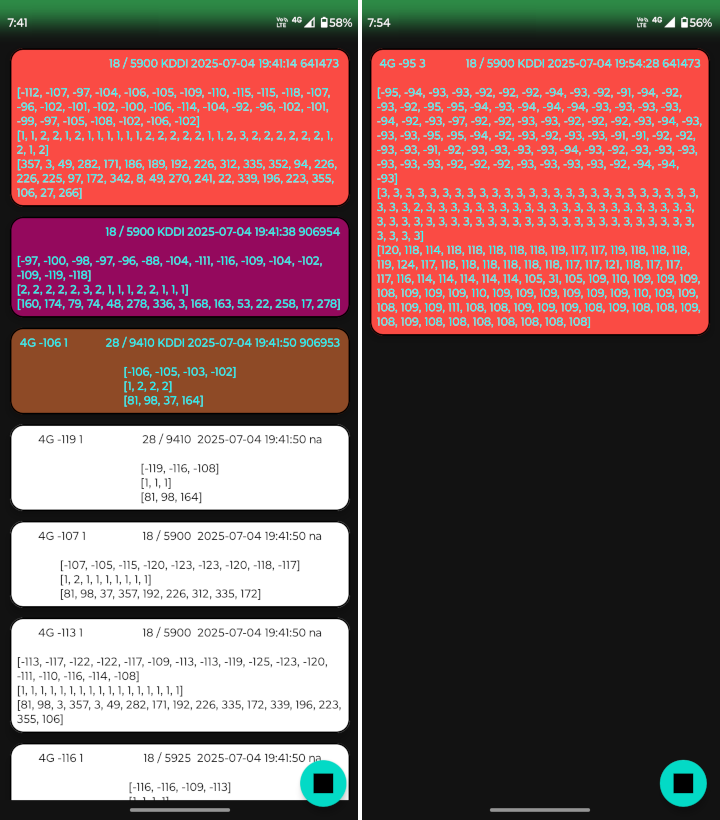 7:41
Vo LTE 4G 58%
18 / 5900 KDDI 2025-07-04 19:41:14 641473
[-112, -107, -97, -104, -106, -105, -109, -110, -115, -115, -118, -107,
-96, -102, -101, -102, -100, -106, -114, -104, -92, -96, -102, -101,
-99, -97, -105, -108, -102, -106, -102]
[1, 1, 2, 2, 1, 2, 1, 1, 1, 1, 1, 1, 2, 2, 2, 2, 2, 1, 1, 2, 3, 2, 2, 2, 2, 2, 2, 1,
2, 1, 2]
[357, 3, 49, 282, 171, 186, 189, 192, 226, 312, 335, 352, 94, 226,
226, 225, 97, 172, 342, 8, 49, 270, 241, 22, 339, 196, 223, 355,
106, 27, 266]
18 / 5900 KDDI 2025-07-04 19:41:38 906954
[-97, -100, -98, -97, -96, -88, -104, -111, -116, -109, -104, -102,
-109, -119, -118]
[2, 2, 2, 2, 2, 3, 2, 1, 1, 1, 2, 2, 1, 1, 1]
[160, 174, 79, 74, 48, 278, 336, 3, 168, 163, 53, 22, 258, 17, 278]
4G -106 1 28 / 9410 KDDI 2025-07-04 19:41:50 906953
[-106, -105, -103, -102]
[1, 2, 2, 2]
[81, 98, 37, 164]
4G -119 1 28 / 9410 2025-07-04 19:41:50 na
[-119, -116, -108]
[1, 1, 1]
[81, 98, 164]
4G -107 1 18 / 5900 2025-07-04 19:41:50 na
[-107, -105, -115, -120, -123, -123, -120, -118, -117]
[1, 2, 1, 1, 1, 1, 1, 1, 1]
[81, 98, 37, 357, 192, 226, 312, 335, 172]
4G -113 1 18 / 5900 2025-07-04 19:41:50 na
[-113, -117, -122, -122, -117, -109, -113, -113, -119, -125, -123, -120,
-111, -110, -116, -114, -108]
[1, 1, 1, 1, 1, 1, 1, 1, 1, 1, 1, 1, 1, 1, 1, 1, 1]
[81, 98, 3, 357, 3, 49, 282, 171, 192, 226, 335, 172, 339, 196, 223,
355, 106]
4G -116 1 18 / 5925 2025-07-04 19:41:50 na
[-116, -116, -109, -113]
[1, 1, 1, 1]
7:54
Vo LTE 4G 56%
4G -95 3 18 / 5900 KDDI 2025-07-04 19:54:28 641473
[-95, -94, -93, -93, -92, -92, -92, -94, -93, -92, -91, -94, -92,
-93, -92, -95, -95, -94, -93, -94, -94, -94, -93, -93, -93, -93,
-94, -92, -93, -97, -92, -93, -90, -93, -92, -92, -92, -93, -94, -93,
-93, -93, -95, -95, -94, -92, -93, -92, -93, -93, -91, -91, -92, -92,
-93, -93, -91, -92, -93, -93, -93, -93, -94, -93, -92, -93, -93, -93,
-93, -93, -93, -92, -92, -92, -93, -93, -93, -93, -92, -94, -94,
-93]
[3, 3, 3, 3, 3, 3, 3, 3, 3, 3, 3, 3, 3, 3, 3, 3, 3, 3, 3, 3, 3, 3, 3, 3, 3, 3,
3, 3, 3, 2, 3, 3, 3, 3, 3, 3, 3, 3, 3, 3, 3, 3, 3, 3, 3, 3, 3, 3, 3, 3, 3, 3,
3, 3, 3, 3, 3, 3, 3, 3, 3, 3, 3, 3, 3, 3, 3, 3, 3, 3, 3, 3, 3, 3, 3, 3, 3, 3,
3, 3, 3, 3]
[120, 118, 114, 118, 118, 118, 118, 118, 119, 117, 117, 119, 118, 118, 118,
119, 124, 117, 118, 118, 118, 118, 118, 118, 117, 117, 121, 118, 117, 117,
117, 116, 114, 114, 114, 114, 105, 31, 105, 109, 110, 109, 109, 109,
108, 109, 109, 109, 110, 109, 109, 109, 109, 109, 109, 110, 109, 109,
108, 109, 109, 111, 108, 108, 109, 109, 109, 108, 109, 108, 108, 108, 109,
108, 109, 108, 108, 108, 108, 108, 108, 108]